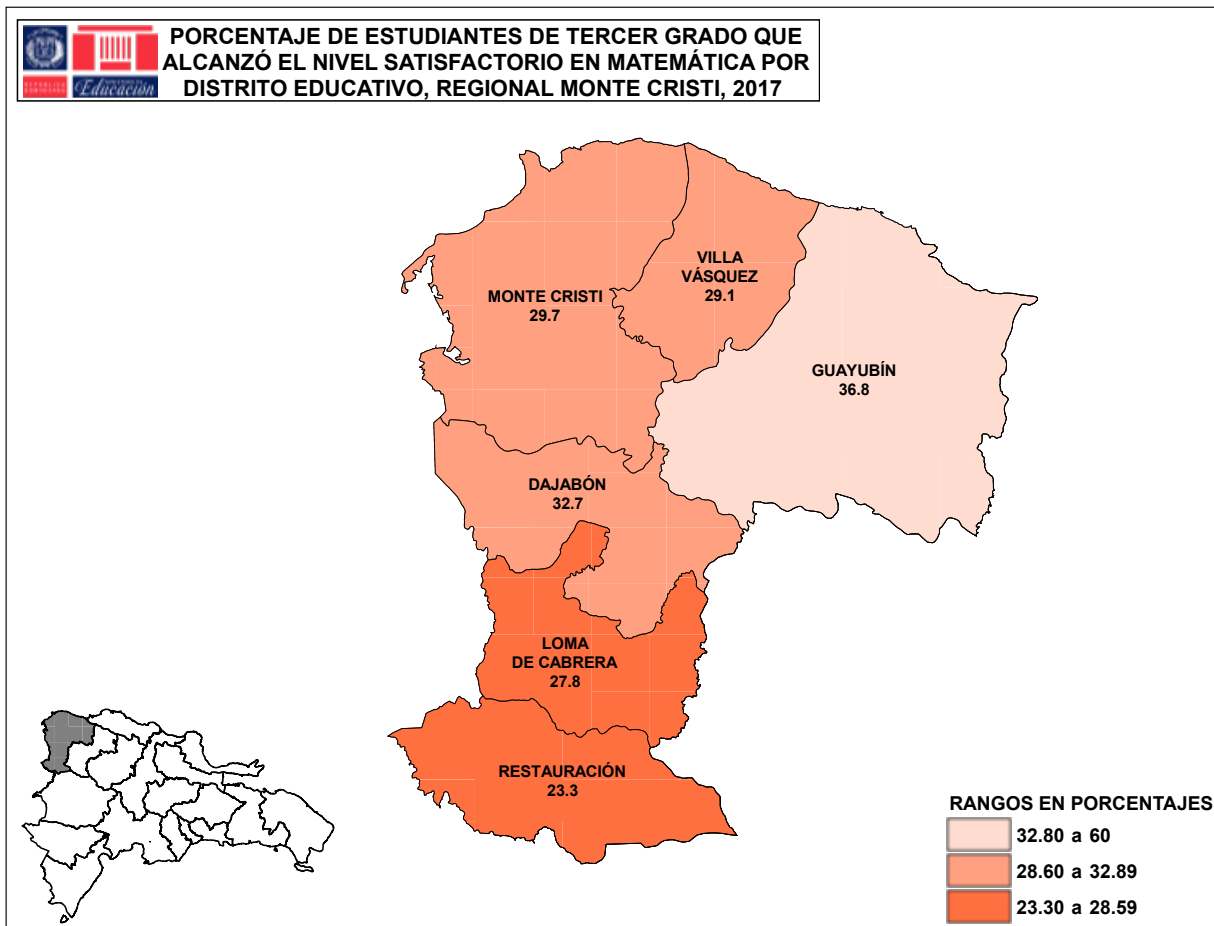 PORCENTAJE DE ESTUDIANTES DE TERCER GRADO QUE
ALCANZÓ EL NIVEL SATISFACTORIO EN MATEMÁTICA POR
DISTRITO EDUCATIVO, REGIONAL MONTE CRISTI, 2017
Educación
VILLA
VÁSQUEZ
29.1
MONTE CRISTI
29.7
GUAYUBÍN
36.8
DAJABÓN
32.7
LOMA
DE CABRERA
27.8
RESTAURACIÓN
23.3
RANGOS EN PORCENTAJES
32.80 a 60
28.60 a 32.89
23.30 a 28.59